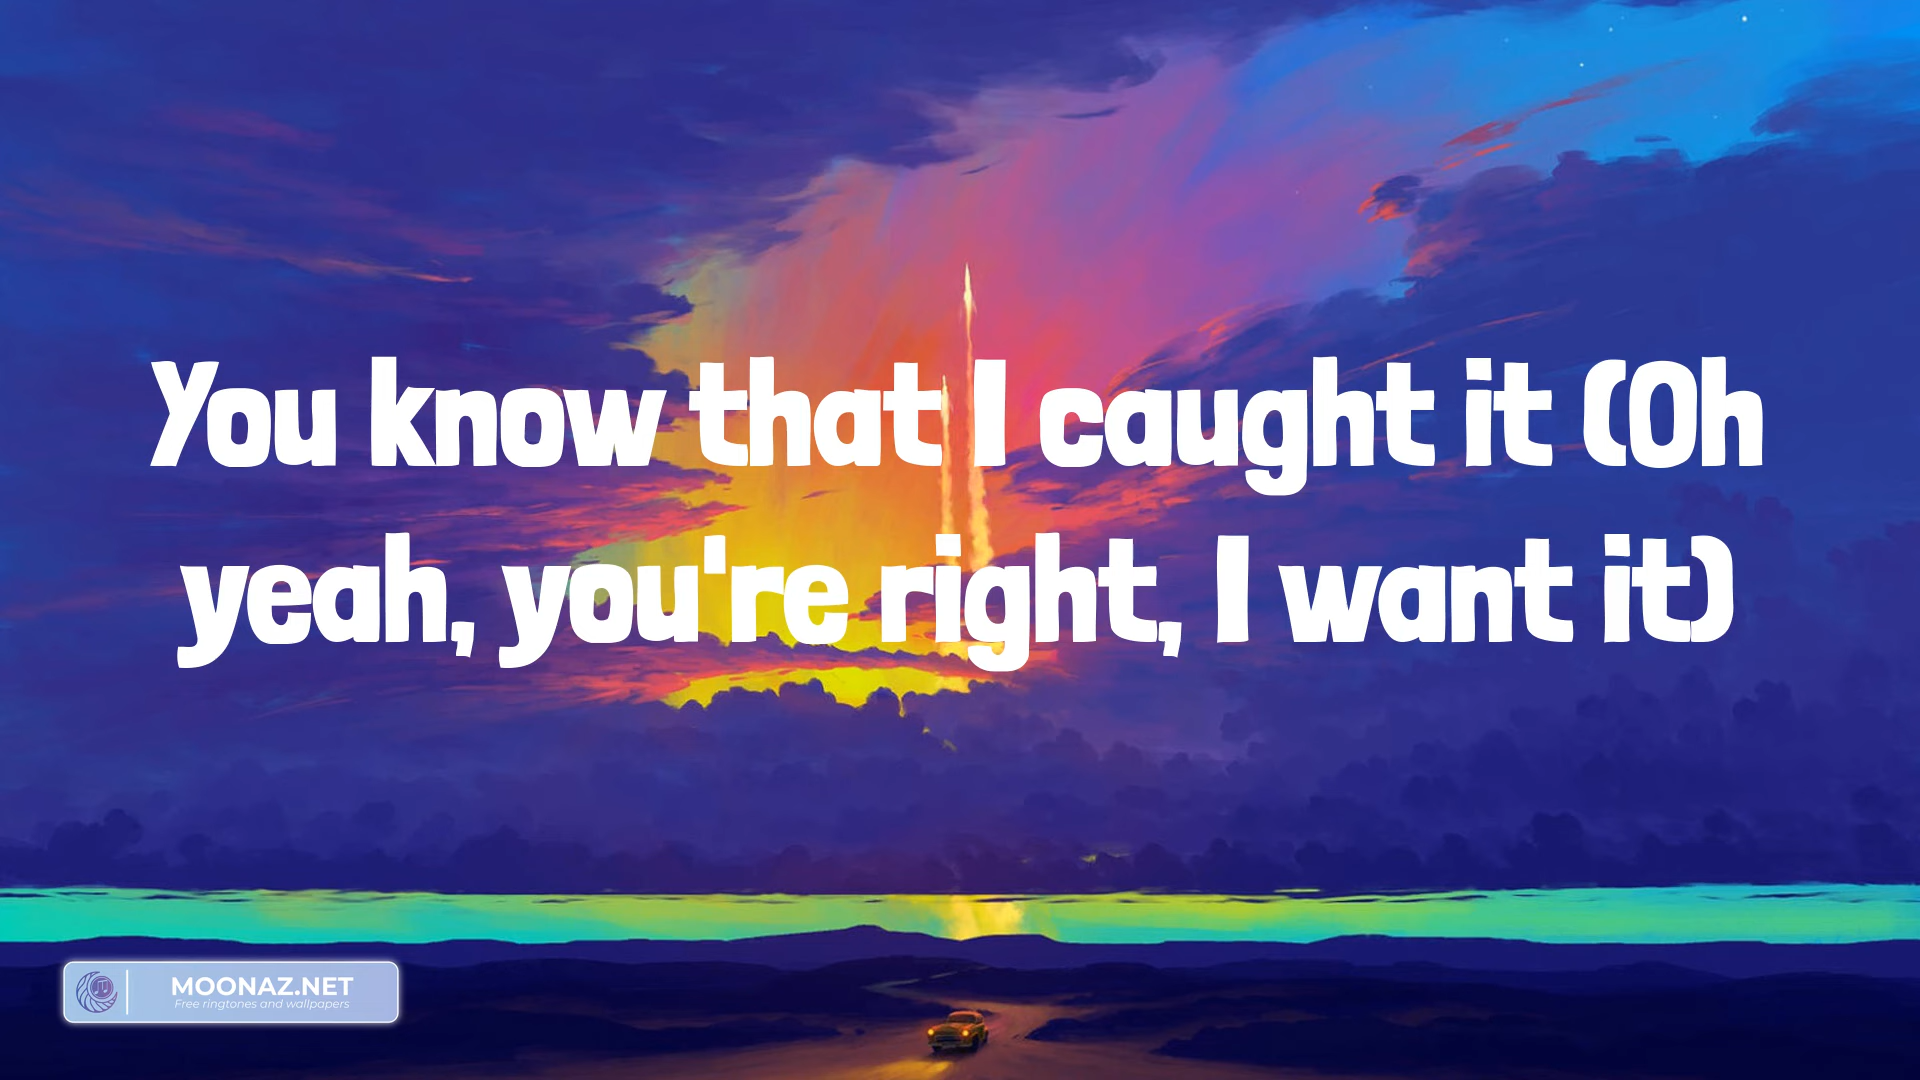 You know that I caught it (Oh
yeah, you're right, I want it)
MOONAZ.NET
Free ringtones and wallpapers